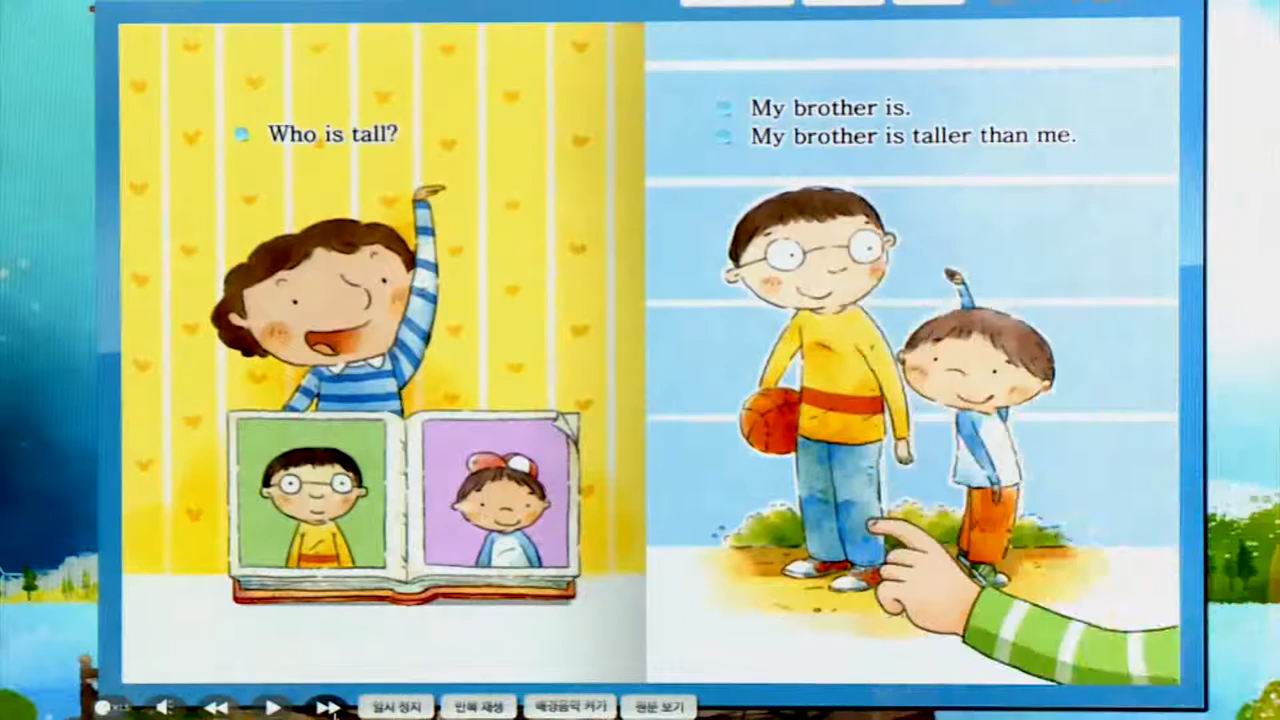 Who is tall?
My brother is.
My brother is taller than me.
일시 정지
반복 재생
배경음악 켜기
원문 보기